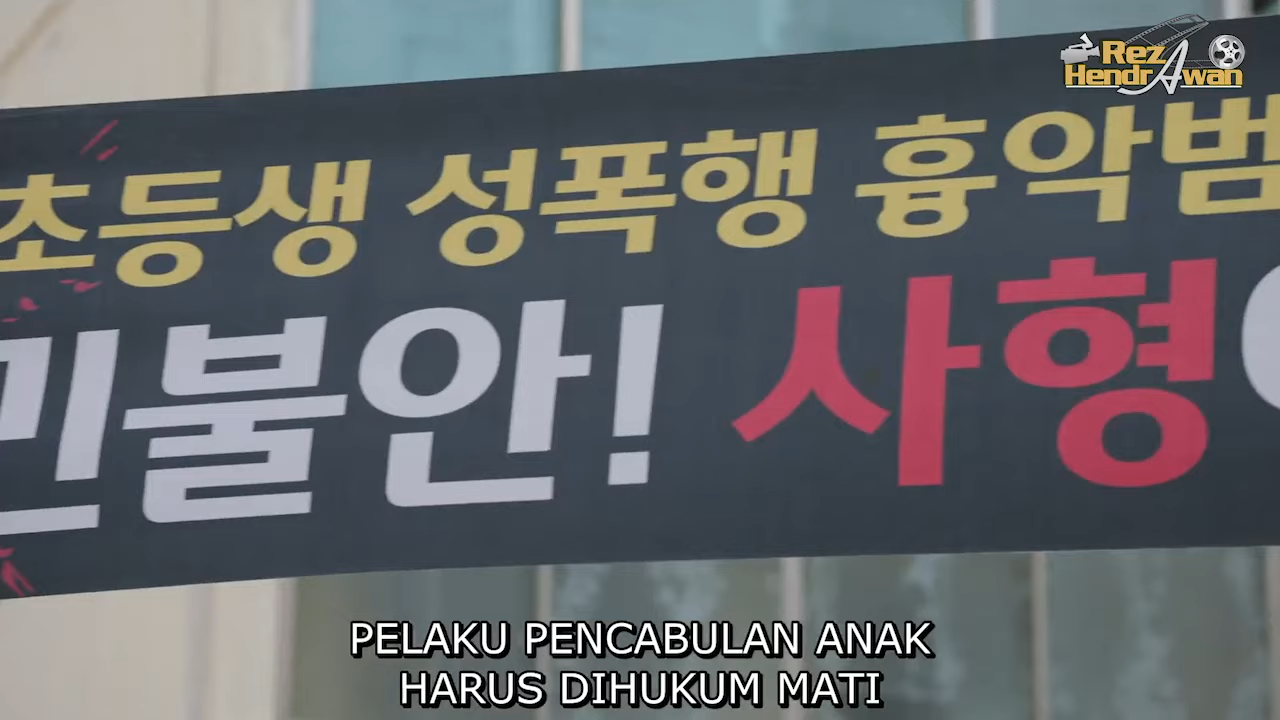 Rez
HendrAwan
초등생 성폭행 흉악범
불안! 사형
PELAKU PENCABULAN ANAK
HARUS DIHUKUM MATI